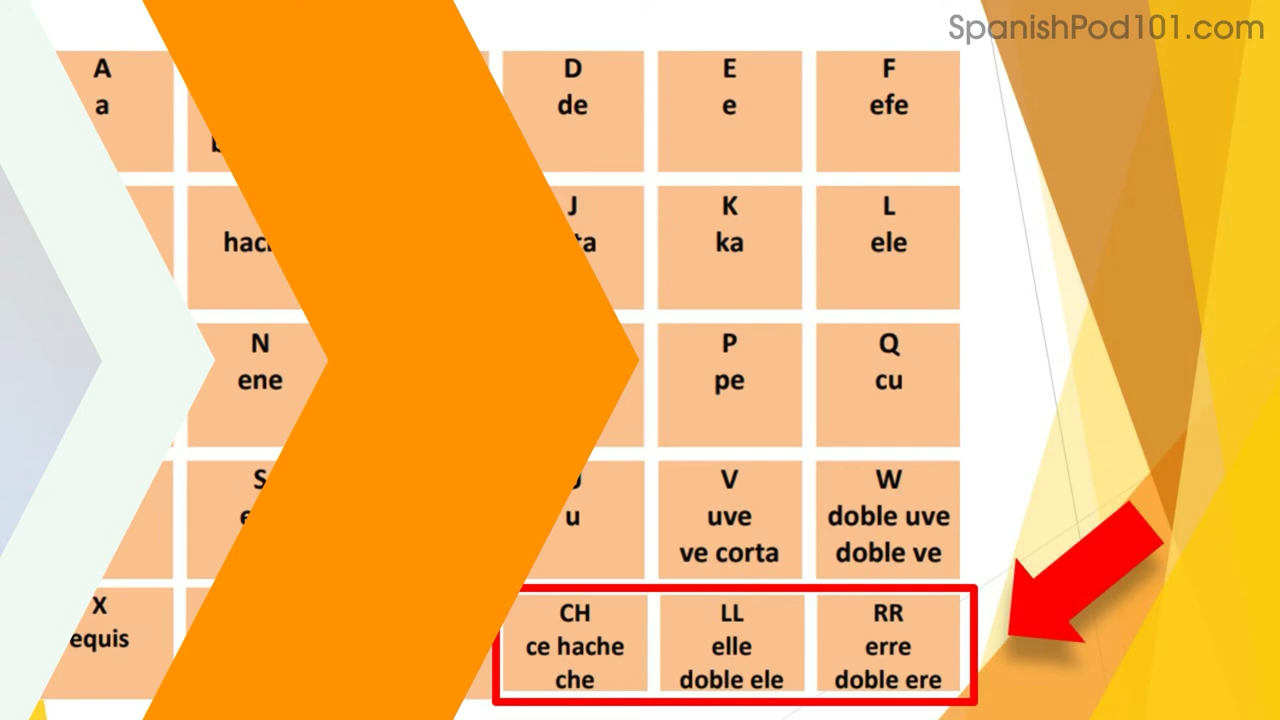 SpanishPod101.com
A
a
D
de
E
e
F
efe
J
K
ka
L
ele
N
ene
P
pe
Q
cu
S
u
V
uve
ve corta
W
doble uve
doble ve
X
equis
CH
ce hache
che
LL
elle
doble ele
RR
erre
doble ere